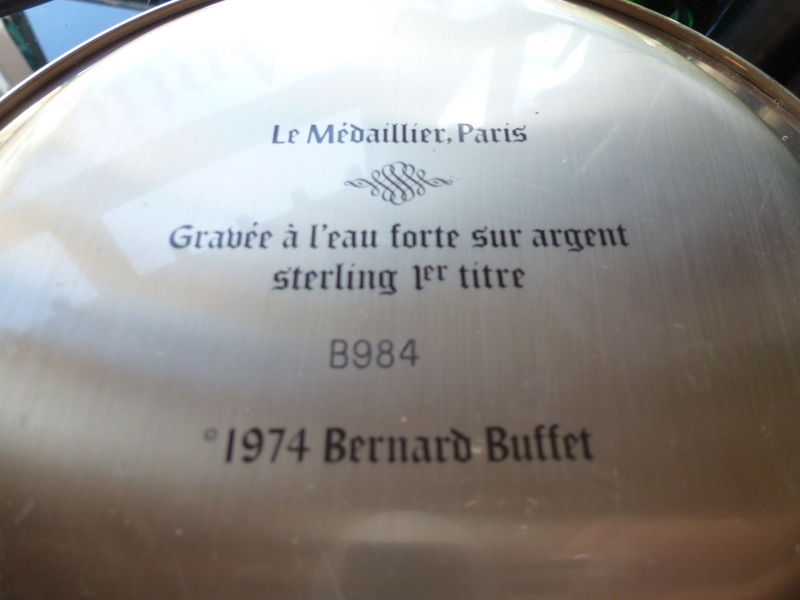 Le Médaillier, Paris
Gravée à l'eau forte sur argent
sterling 1er titre
B984
©1974 Bernard Buffet